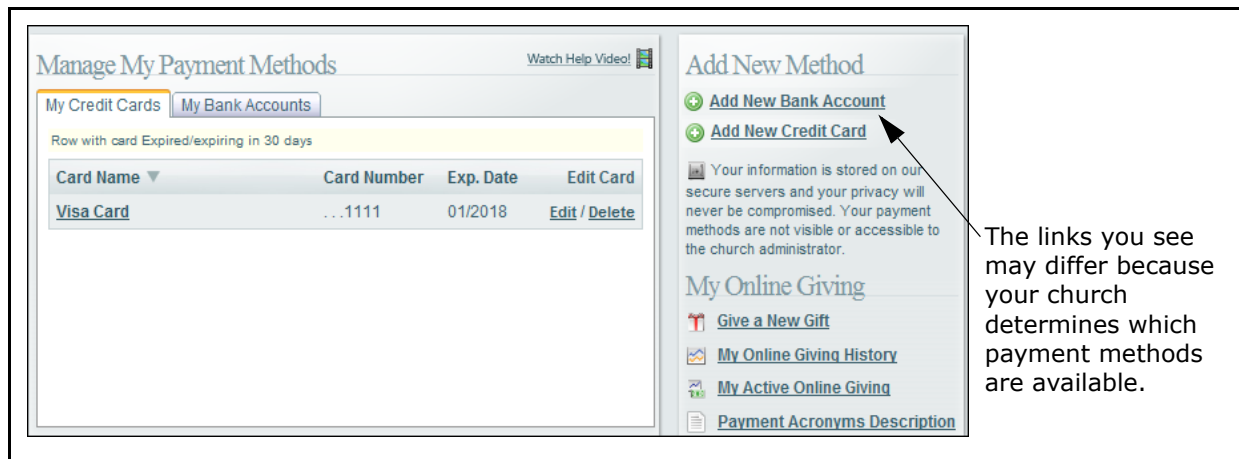 Manage My Payment Methods
Watch Help Video!
My Credit Cards
My Bank Accounts
Row with card Expired/expiring in 30 days
Card Name Card Number Exp. Date Edit Card
Visa Card ...1111 01/2018 Edit / Delete
Add New Method
Add New Bank Account
Add New Credit Card
Your information is stored on our
secure servers and your privacy will
never be compromised. Your payment
methods are not visible or accessible to
the church administrator.
My Online Giving
Give a New Gift
My Online Giving History
My Active Online Giving
Payment Acronyms Description
The links you see
may differ because
your church
determines which
payment methods
are available.